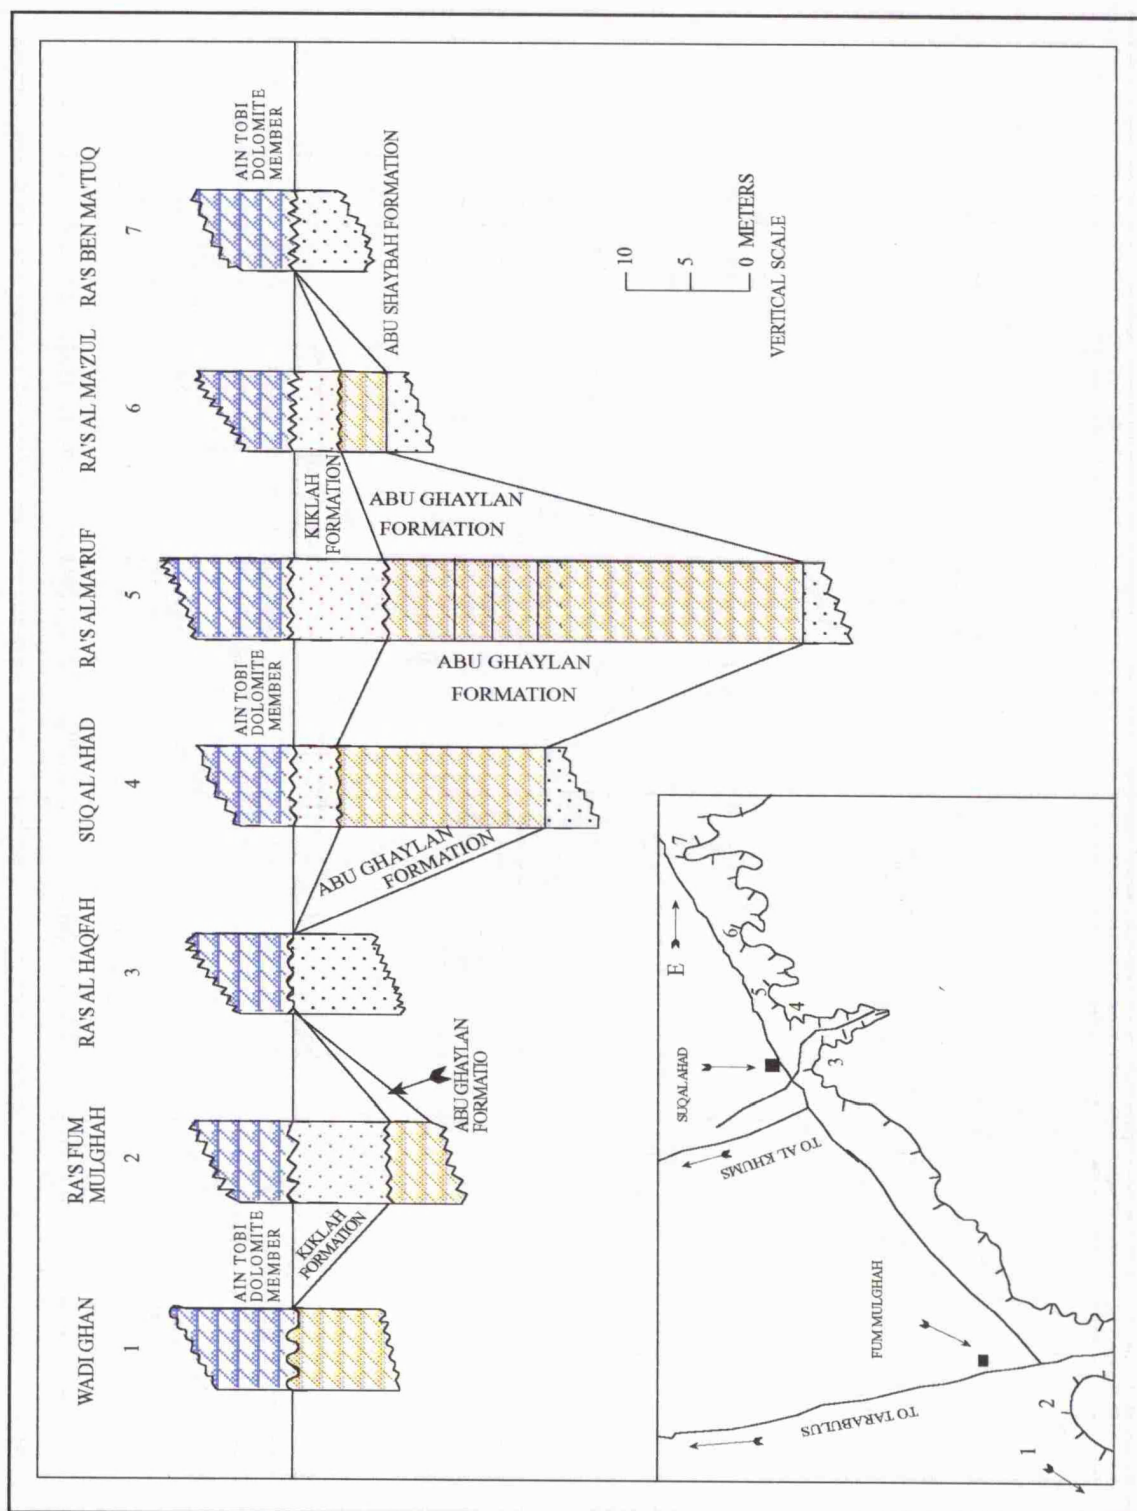 WADI GHAN
1
RA'S FUM
MULGHAH
2
RA'S AL HAQFAH
3
SUQ AL AHAD
4
RA'S ALMA'RUF
5
RA'S AL MA'ZUL
6
RA'S BEN MA'TUQ
7
AIN TOBI
DOLOMITE
MEMBER
KIKLAH
FORMATION
ABU GHAYLAN
FORMATIO
ABU GHAYLAN
FORMATION
AIN TOBI
DOLOMITE
MEMBER
ABU GHAYLAN
FORMATION
KIKLAH
FORMATION
ABU GHAYLAN
FORMATION
AIN TOBI
DOLOMITE
MEMBER
ABU SHAYBAH FORMATION
10
5
0 METERS
VERTICAL SCALE
E
7
6
5
4
3
SUQ AL AHAD
TO AL KHUMS
FUM MULGHAH
TO TARABULUS
2
1